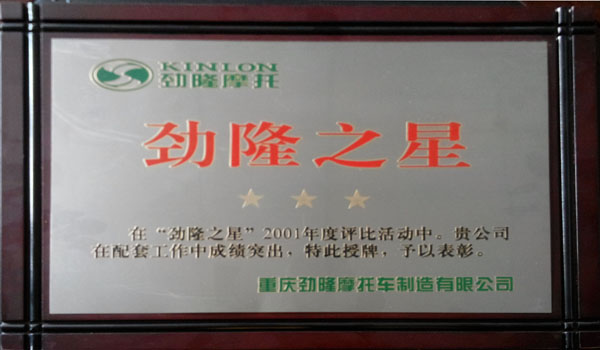 KINLON
劲隆摩托
劲隆之星
在“劲隆之星”2001年度评比活动中。贵公司
在配套工作中成绩突出，特此授牌，予以表彰。
重庆劲隆摩托车制造有限公司